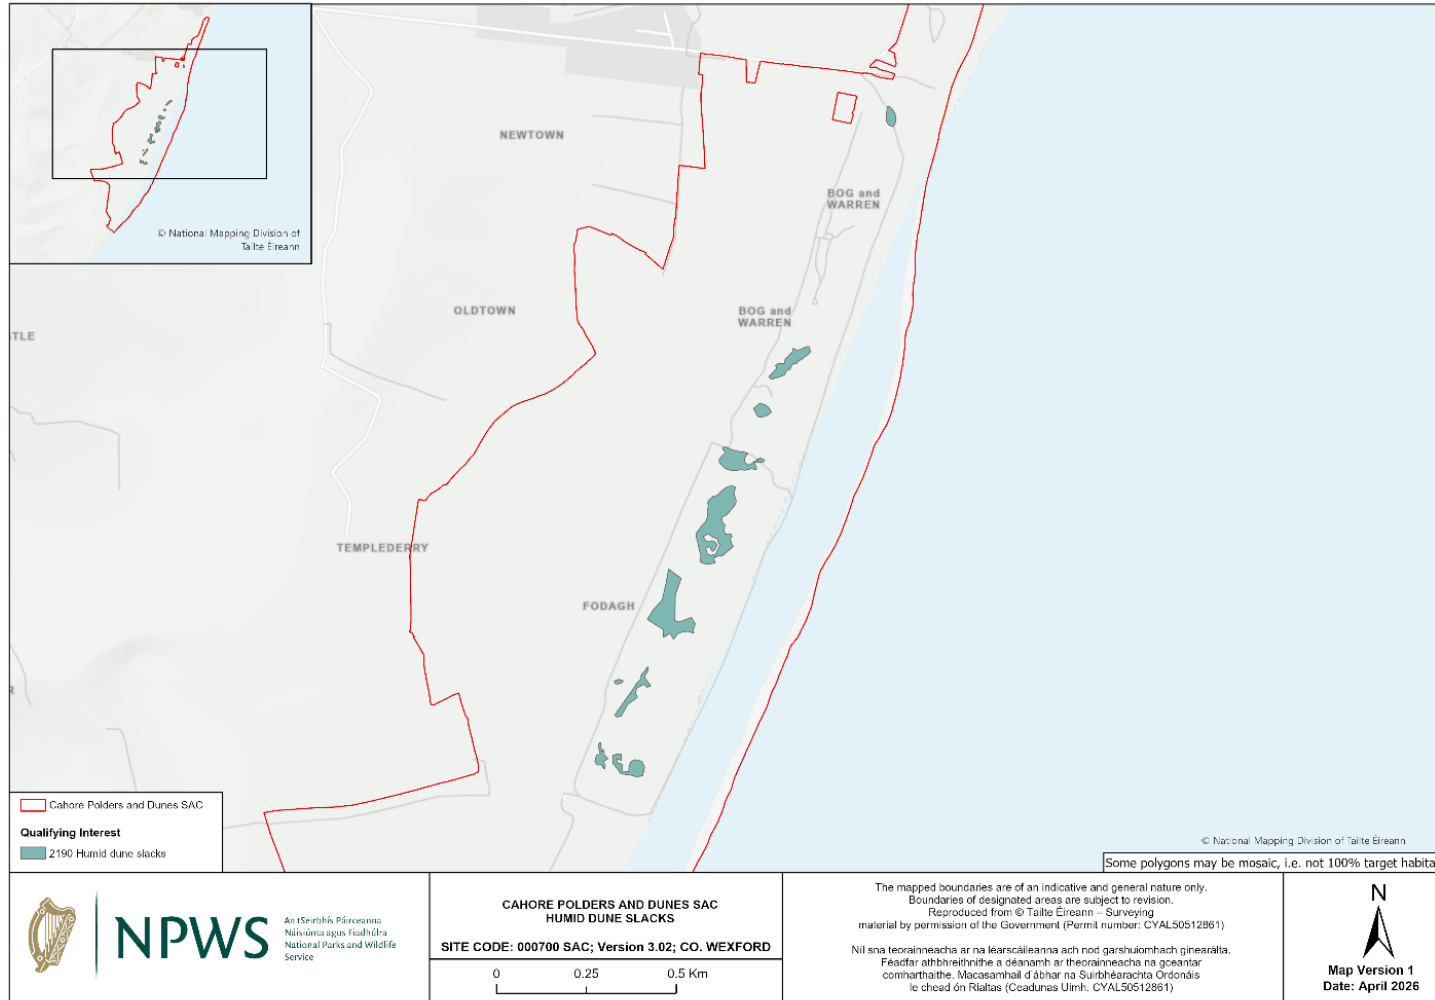 © National Mapping Division of
Tailte Éireann
NEWTOWN
BOG and
WARREN
OLDTOWN
BOG and
WARREN
TLE
TEMPLEDERRY
FODAGH
R
Cahore Polders and Dunes SAC
Qualifying Interest
2190 Humid dune slacks
© National Mapping Division of Tailte Éireann
Some polygons may be mosaic, i.e. not 100% target habita
NPWS
An tSeirbhís Páirceanna
Náisiúnta agus Fiadhúlra
National Parks and Wildlife
Service
CAHORE POLDERS AND DUNES SAC
HUMID DUNE SLACKS
SITE CODE: 000700 SAC; Version 3.02; CO. WEXFORD
0 0.25 0.5 Km
The mapped boundaries are of an indicative and general nature only.
Boundaries of designated areas are subject to revision.
Reproduced from © Tailte Éireann – Surveying
material by permission of the Government (Permit number: CYAL50512861)
Níl sna teorainneacha ar na léarscáileanna ach nod garshuiomhach ginearálta.
Féadfar athbhreithnithe a déanamh ar theorainneacha na gceantar
comharthaithe. Macasamhail d'ábhar na Suirbhéarachta Ordonáis
le chead ón Rialtas (Ceadunas Uimh. CYAL50512861)
N
Map Version 1
Date: April 2026